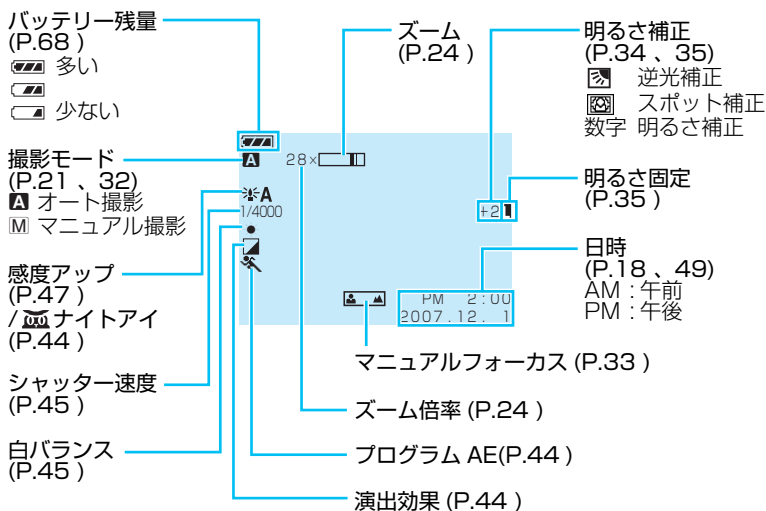 バッテリー残量
(P.68 )
多い
少ない
撮影モード
(P.21 、32)
A オート撮影
M マニュアル撮影
感度アップ
(P.47 )
/ ナイトアイ
(P.44 )
シャッター速度
(P.45 )
白バランス
(P.45 )
ズーム
(P.24 )
A
28×
A
1/4000
+2
PM 2:00
2007.12. 1
明るさ補正
(P.34 、35)
逆光補正
スポット補正
数字 明るさ補正
明るさ固定
(P.35 )
日時
(P.18 、49)
AM : 午前
PM : 午後
マニュアルフォーカス (P.33 )
ズーム倍率 (P.24 )
プログラム AE(P.44 )
演出効果 (P.44 )